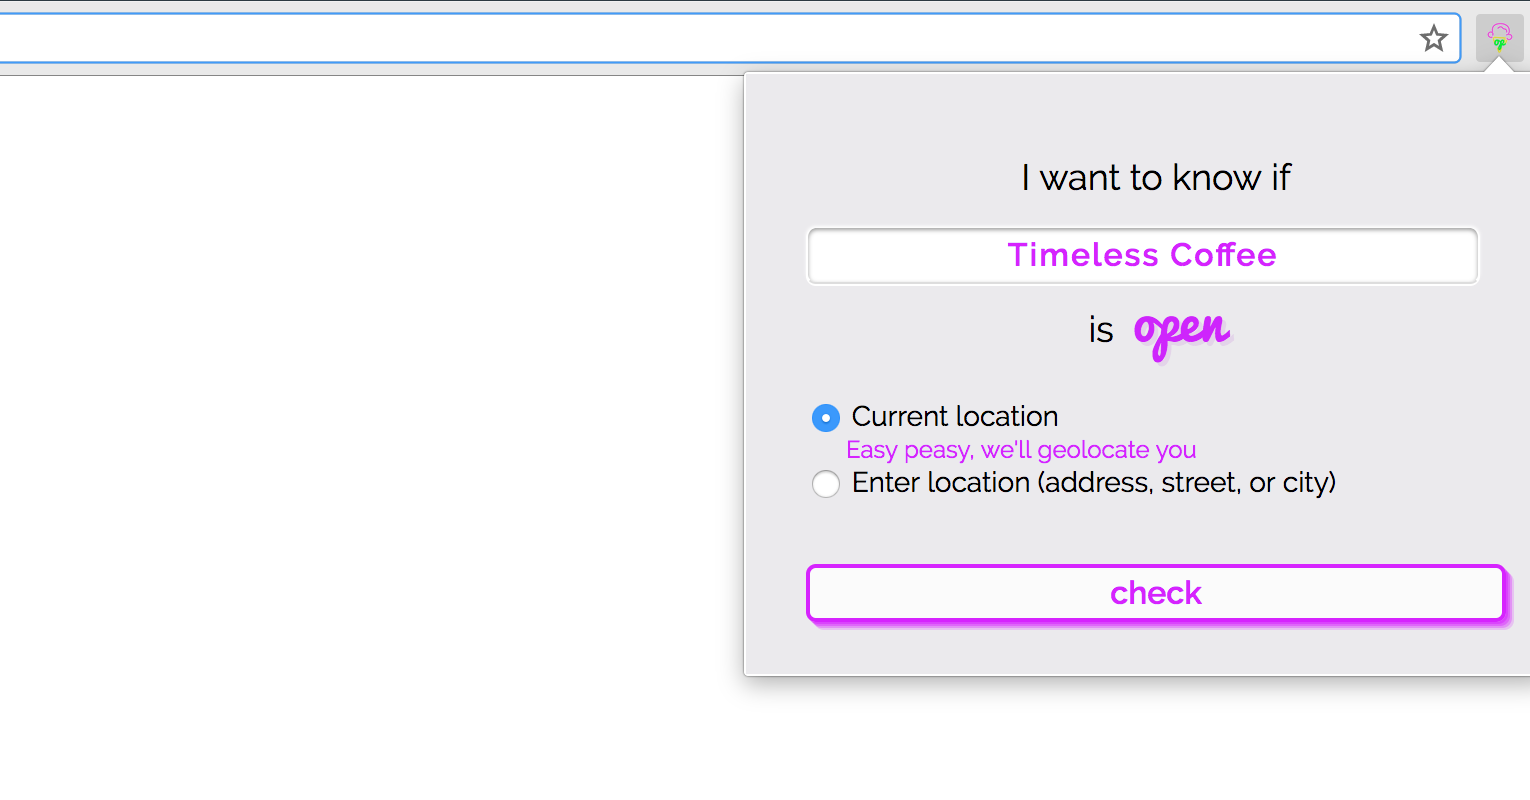 I want to know if
Timeless Coffee
is open
Current location
Easy peasy, we'll geolocate you
Enter location (address, street, or city)
check